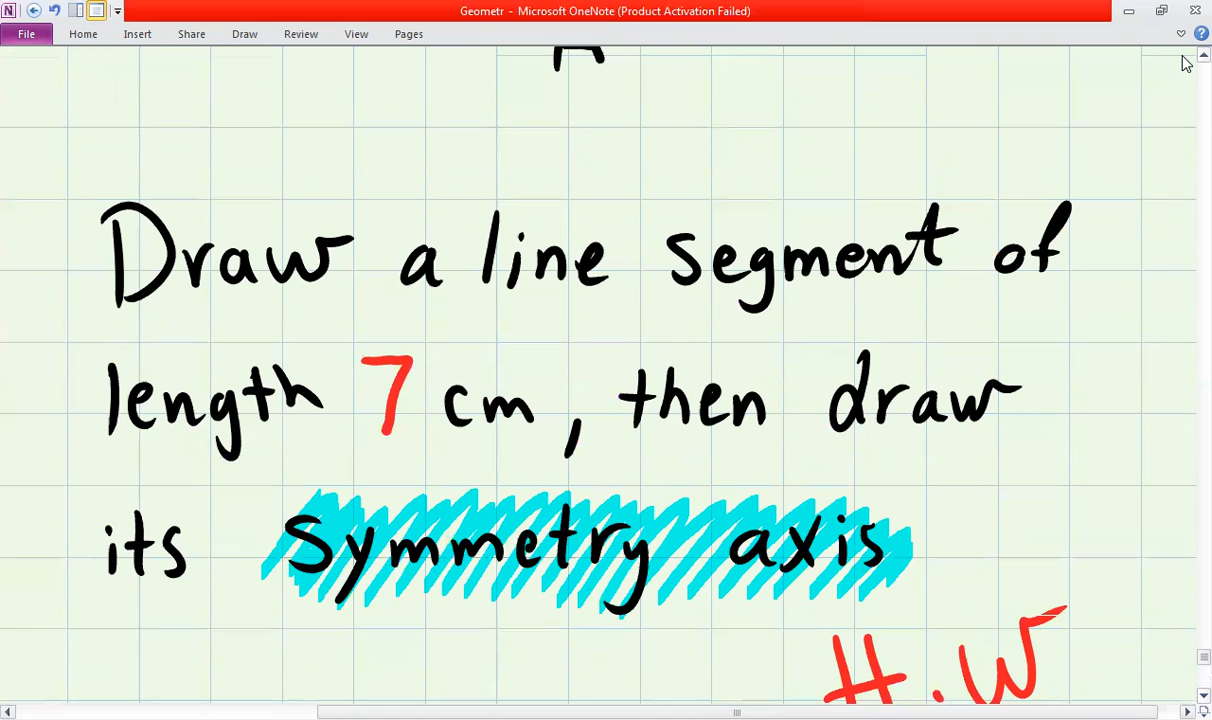 Geometr - Microsoft OneNote (Product Activation Failed)
File Home Insert Share Draw Review View Pages
Draw a line segment of
length 7 cm, then draw
its symmetry axis
H.W